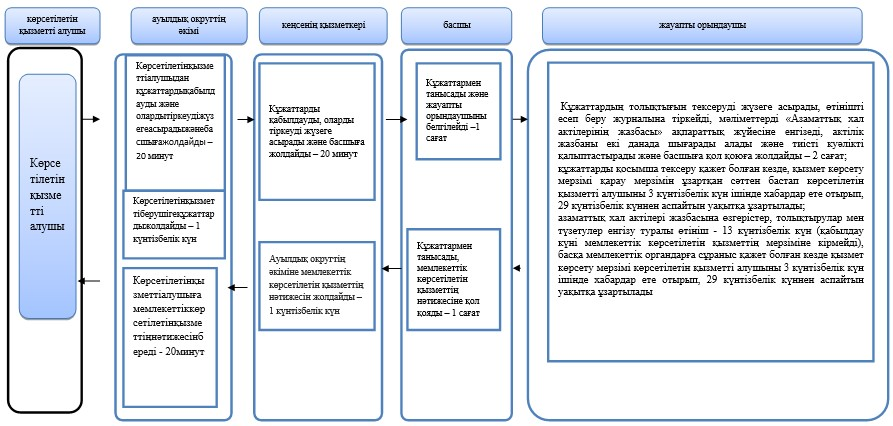 көрсетілетін
қызметті алушы
ауылдық округтің
әкімі
кеңсенің қызметкері
басшы
жауапты орындаушы
Көрсе
тілетін
қызме
тті
алушы
Көрсетілетінқызме
ттіалушыдан
құжаттардықабылд
ауды және
олардытіркеудіжүз
егеасырадыжәнеба
сшығажолдайды –
20 минут
Көрсетілетінқызмет
тіберушігеқұжаттар
дыжолдайды – 1
күнтізбелік күн
Көрсетілетінқы
зметтіалушыға
мемлекеттіккөр
сетілетінқызме
ттіңнәтижесінб
ереді - 20минут
Құжаттарды
қабылдауды, оларды
тіркеуді жүзеге
асырады және басшыға
жолдайды – 20 минут
Ауылдық округтің
әкіміне мемлекеттік
көрсетілетін қызметтің
нәтижесін жолдайды –
1 күнтізбелік күн
Құжаттармен
танысады және
жауапты
орындаушыны
белгілейді –1
сағат
Құжаттармен
танысады,
мемлекеттік
көрсетілетін
қызметтің
нәтижесіне қол
қояды – 1 сағат
Құжаттардың толықтығын тексеруді жүзеге асырады, өтінішті
есеп беру журналына тіркейді, мәліметтерді «Азаматтық хал
актілерінің жазбасы» ақпараттық жүйесіне енгізеді, актілік
жазбаны екі данада шығарады алады және тиісті куәлікті
қалыптастырады және басшыға қол қоюға жолдайды – 2 сағат;
құжаттарды қосымша тексеру қажет болған кезде, қызмет көрсету
мерзімі қарау мерзімін ұзартқан сәттен бастап көрсетілетін
қызметті алушыны 3 күнтізбелік күн ішінде хабардар ете отырып,
29 күнтізбелік күннен аспайтын уақытқа ұзартылады;
азаматтық хал актілері жазбасына өзгерістер, толықтырулар мен
түзетулер енгізу туралы өтініш - 13 күнтізбелік күн (қабылдау
күні мемлекеттік көрсетілетін қызметтің мерзіміне кірмейді),
басқа мемлекеттік органдарға сұраныс қажет болған кезде қызмет
көрсету мерзімі көрсетілетін қызметті алушыны 3 күнтізбелік күн
ішінде хабардар ете отырып, 29 күнтізбелік күннен аспайтын
уақытқа ұзартылады